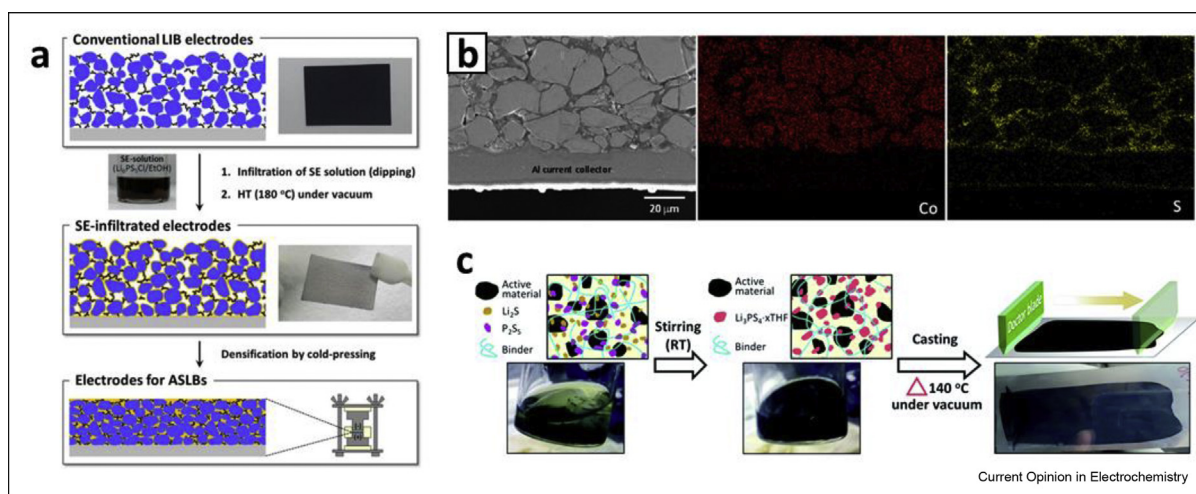 a
Conventional LIB electrodes
SE-solution
(Li₆PS₅Cl/EtOH)
1. Infiltration of SE solution (dipping)
2. HT (180 °C) under vacuum
SE-infiltrated electrodes
Densification by cold-pressing
Electrodes for ASLBs
b
Al current collector
20 μm
Co
S
c
Active
material
Li₂S
P₂S₅
Binder
Stirring
(RT)
Active
material
Li₃PS₄·xTHF
Binder
Casting
△ 140 °C
under vacuum
Doctor blade
Current Opinion in Electrochemistry